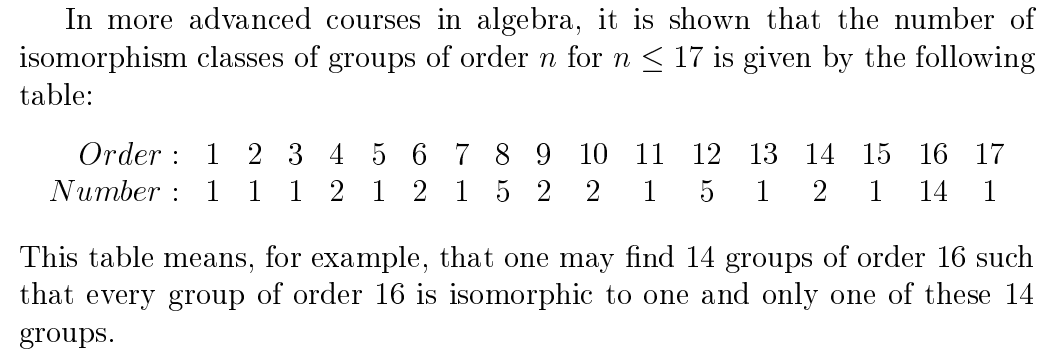 In more advanced courses in algebra, it is shown that the number of
isomorphism classes of groups of order n for n ≤ 17 is given by the following
table:
Order : 1 2 3 4 5 6 7 8 9 10 11 12 13 14 15 16 17
Number : 1 1 1 2 1 2 1 5 2 2 1 5 1 2 1 14 1
This table means, for example, that one may find 14 groups of order 16 such
that every group of order 16 is isomorphic to one and only one of these 14
groups.